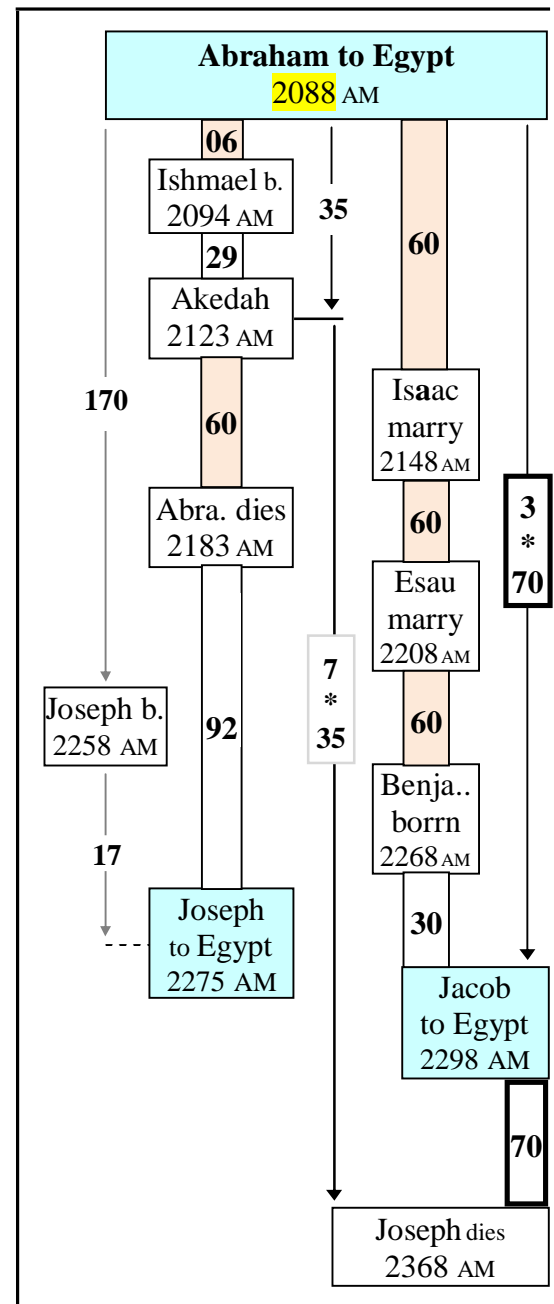 Abraham to Egypt
2088 AM
06
Ishmael b.
2094 AM
29
Akedah
2123 AM
35
60
170
60
Isaac
marry
2148 AM
3
*
70
Abra. dies
2183 AM
60
Esau
marry
2208 AM
7
*
35
Joseph b.
2258 AM
92
60
Benja..
borrn
2268 AM
17
Joseph
to Egypt
2275 AM
30
Jacob
to Egypt
2298 AM
70
Joseph dies
2368 AM